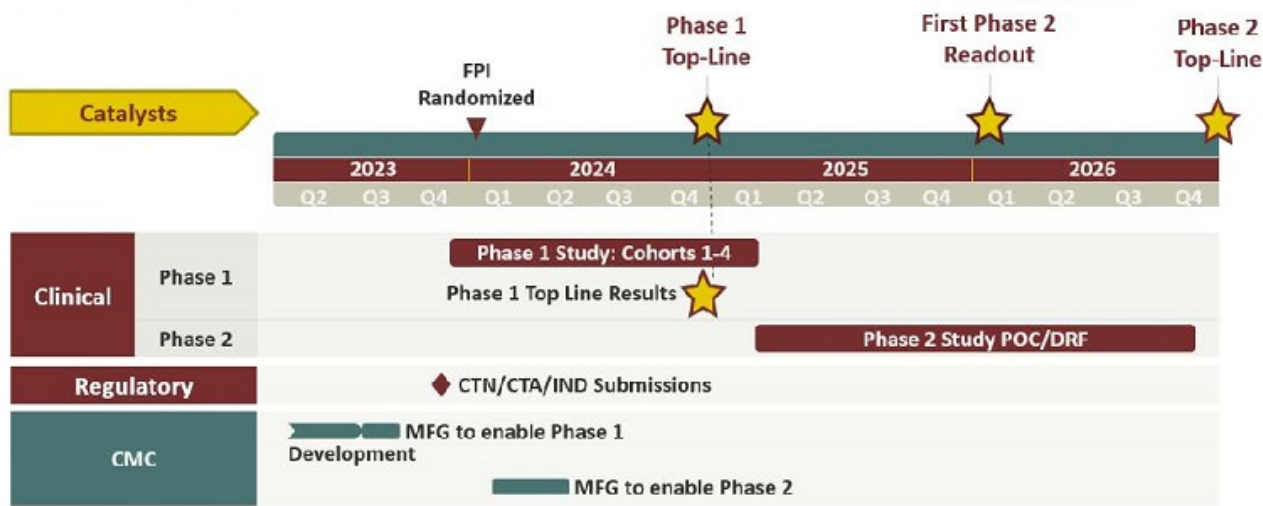 Phase 1
Top-Line
First Phase 2
Readout
Phase 2
Top-Line
FPI
Randomized
Catalysts
2023 2024 2025 2026
Q2 Q3 Q4 Q1 Q2 Q3 Q4 Q1 Q2 Q3 Q4 Q1 Q2 Q3 Q4
Clinical
Phase 1
Phase 1 Study: Cohorts 1-4
Phase 1 Top Line Results
Phase 2
Phase 2 Study POC/DRF
Regulatory
CTN/CTA/IND Submissions
CMC
MFG to enable Phase 1
Development
MFG to enable Phase 2